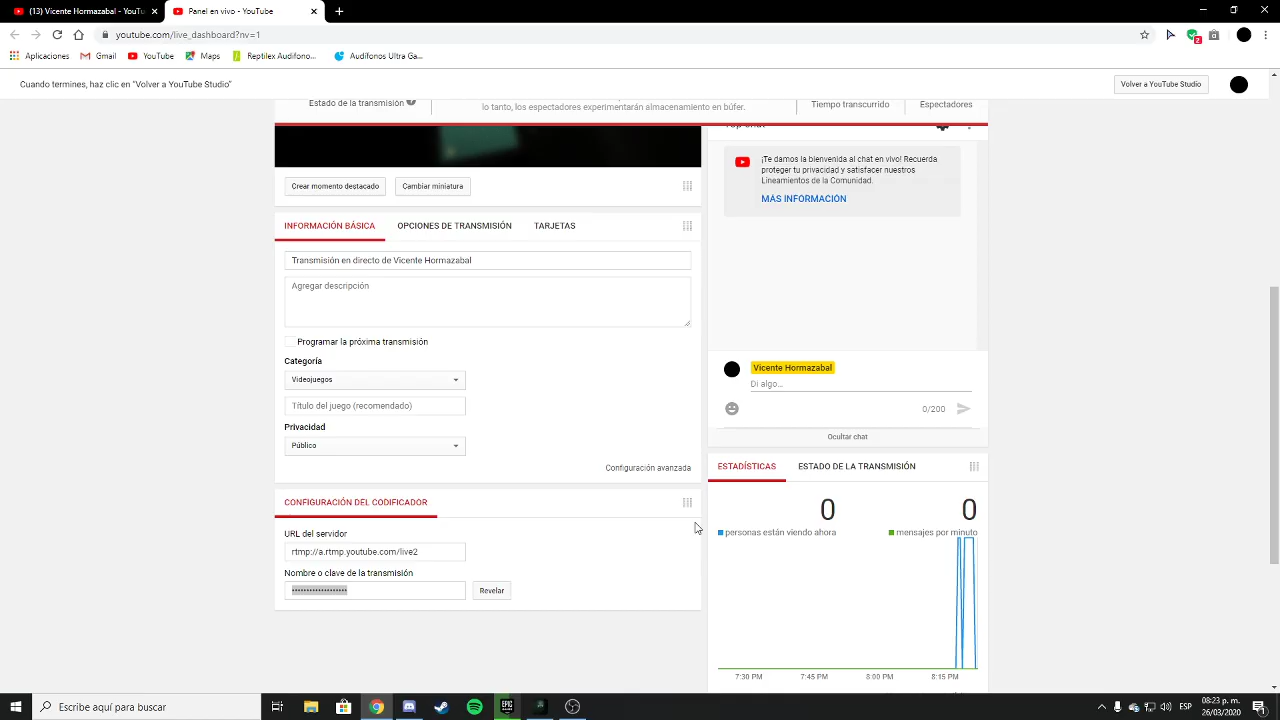 (13) Vicente Hormazabal - YouTu
Panel en vivo - YouTube
youtube.com/live_dashboard?nv=1
Aplicaciones
Gmail
YouTube
Maps
Reptilex Audifono...
Audífonos Ultra Ga...
Cuando termines, haz clic en "Volver a YouTube Studio"
Volver a YouTube Studio
Estado de la transmisión
lo tanto, los espectadores experimentarán almacenamiento en búfer.
Tiempo transcurrido
Espectadores
Crear momento destacado
Cambiar miniatura
INFORMACIÓN BÁSICA
OPCIONES DE TRANSMISIÓN
TARJETAS
Transmisión en directo de Vicente Hormazabal
Agregar descripción
Programar la próxima transmisión
Categoría
Videojuegos
Título del juego (recomendado)
Privacidad
Público
Configuración avanzada
CONFIGURACIÓN DEL CODIFICADOR
URL del servidor
rtmp://a.rtmp.youtube.com/live2
Nombre o clave de la transmisión
••••••••••••••••••
Revelar
¡Te damos la bienvenida al chat en vivo! Recuerda
proteger tu privacidad y satisfacer nuestros
Lineamientos de la Comunidad.
MÁS INFORMACIÓN
Vicente Hormazabal
Di algo...
0/200
Ocultar chat
ESTADÍSTICAS
ESTADO DE LA TRANSMISIÓN
0
0
personas están viendo ahora
mensajes por minuto
7:30 PM
7:45 PM
8:00 PM
8:15 PM
Escribe aquí para buscar
ESP
08:23 p. m.
26/03/2020